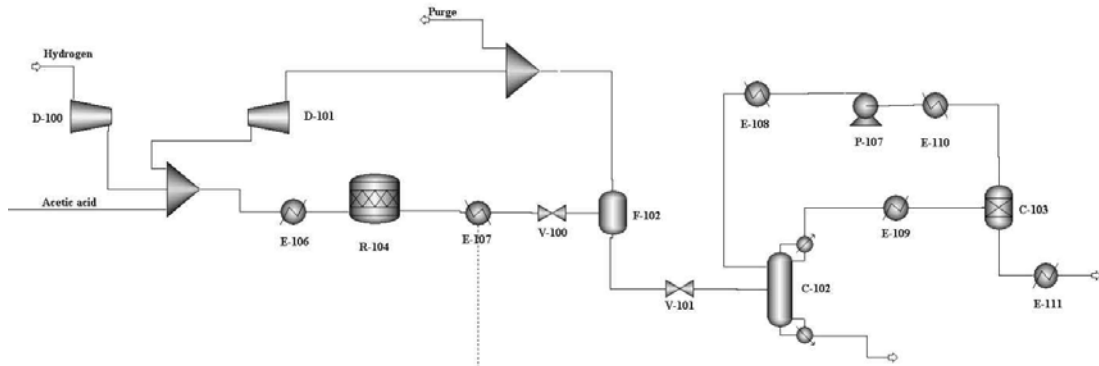 Purge
Hydrogen
D-100
D-101
E-108
P-107
E-110
Acetic acid
E-106
R-104
E-107
V-100
F-102
E-109
C-103
V-101
C-102
E-111